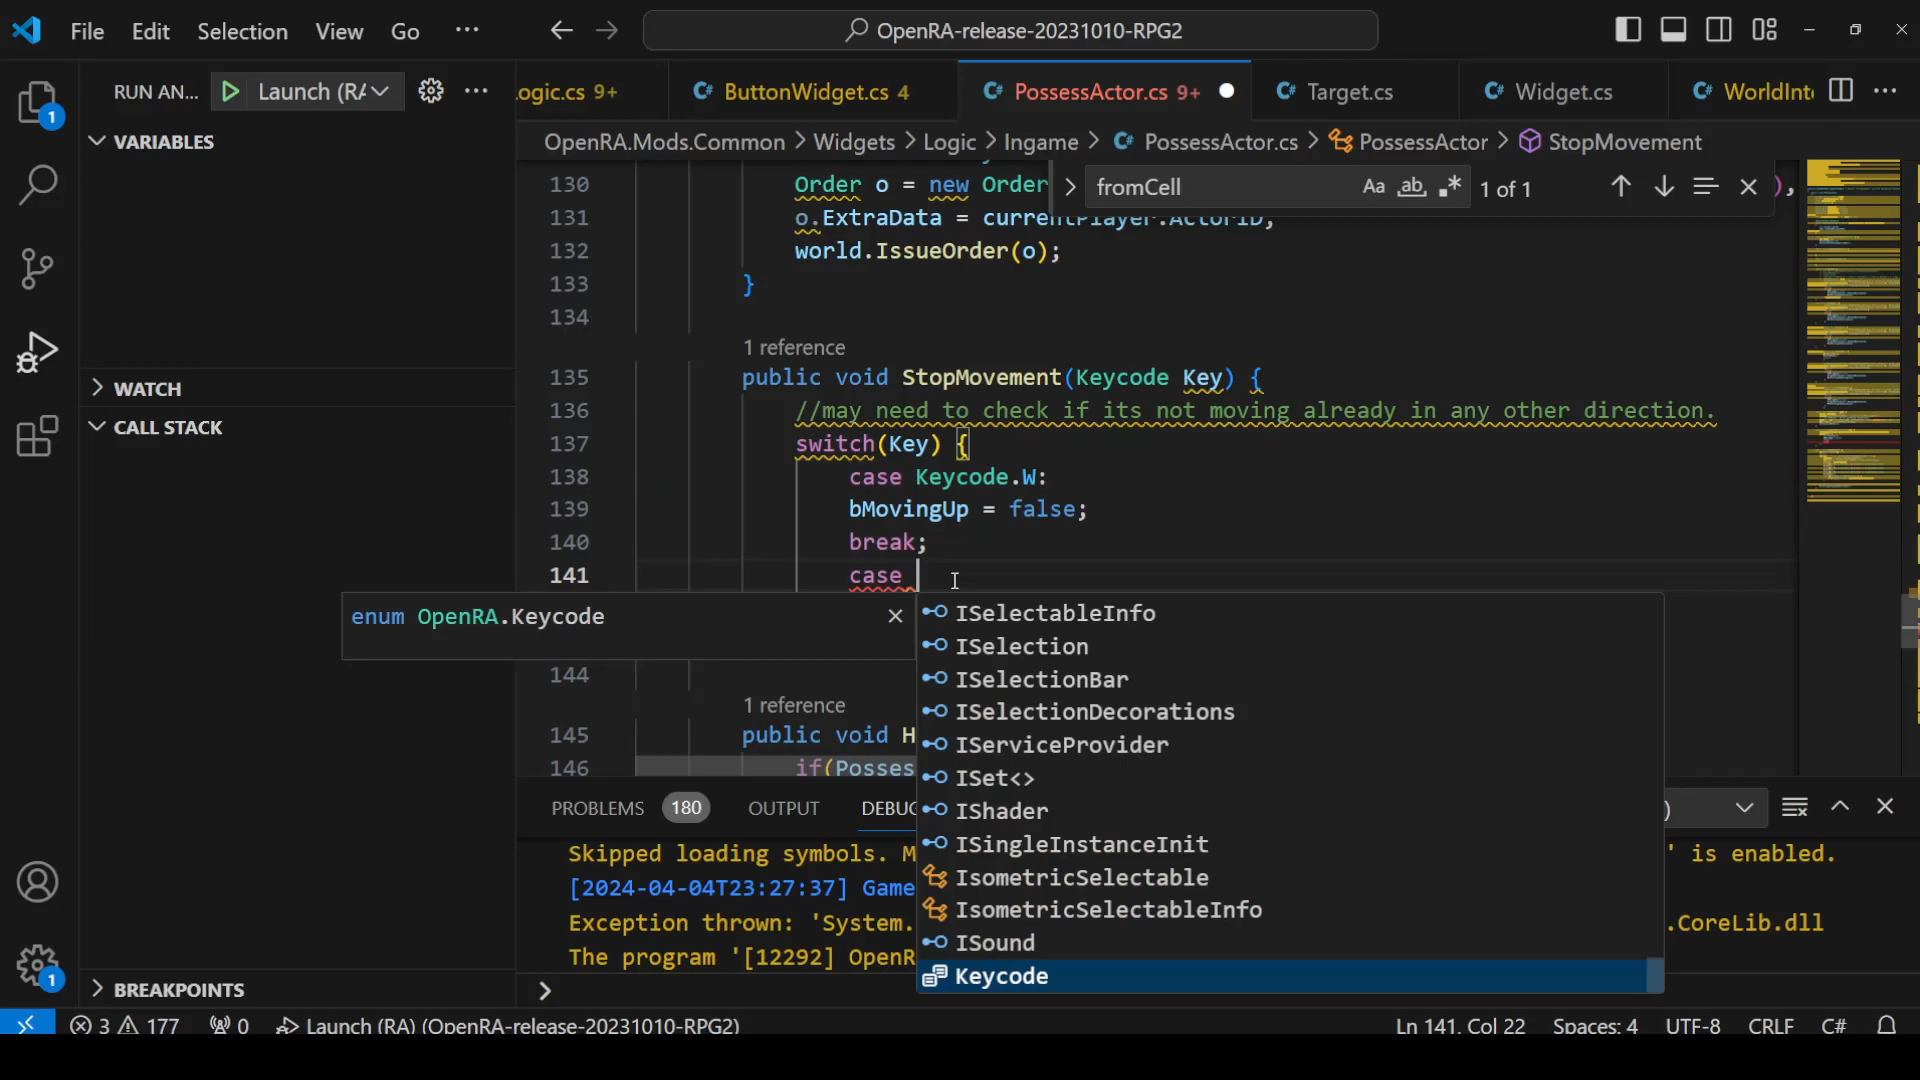 File Edit Selection View Go ··· OpenRA-release-20231010-RPG2
RUN AN... Launch (RA ··· ogic.cs 9+ ButtonWidget.cs 4 PossessActor.cs 9+ Target.cs Widget.cs WorldInt ···
VARIABLES
OpenRA.Mods.Common > Widgets > Logic > Ingame > PossessActor.cs > PossessActor > StopMovement
fromCell Aa ab 1 of 1
130 Order o = new Order
131 o.ExtraData = currentPlayer.ActorID;
132 world.IssueOrder(o);
133 }
134
1 reference
135 public void StopMovement(Keycode Key) {
136 //may need to check if its not moving already in any other direction.
137 switch(Key) {
138 case Keycode.W:
139 bMovingUp = false;
140 break;
141 case
WATCH
CALL STACK
enum OpenRA.Keycode
ISelectableInfo
ISelection
ISelectionBar
ISelectionDecorations
IServiceProvider
ISet<>
IShader
ISingleInstanceInit
IsometricSelectable
IsometricSelectableInfo
ISound
Keycode
144
1 reference
145 public void H
146 if(Posses
PROBLEMS 180 OUTPUT DEBUG )
Skipped loading symbols. M ' is enabled.
[2024-04-04T23:27:37] Game
Exception thrown: 'System. .CoreLib.dll
The program '[12292] OpenR
>
BREAKPOINTS
1
1
3 177 0 Launch (RA) (OpenRA-release-20231010-RPG2) Ln 141, Col 22 Spaces: 4 UTF-8 CRLF C#